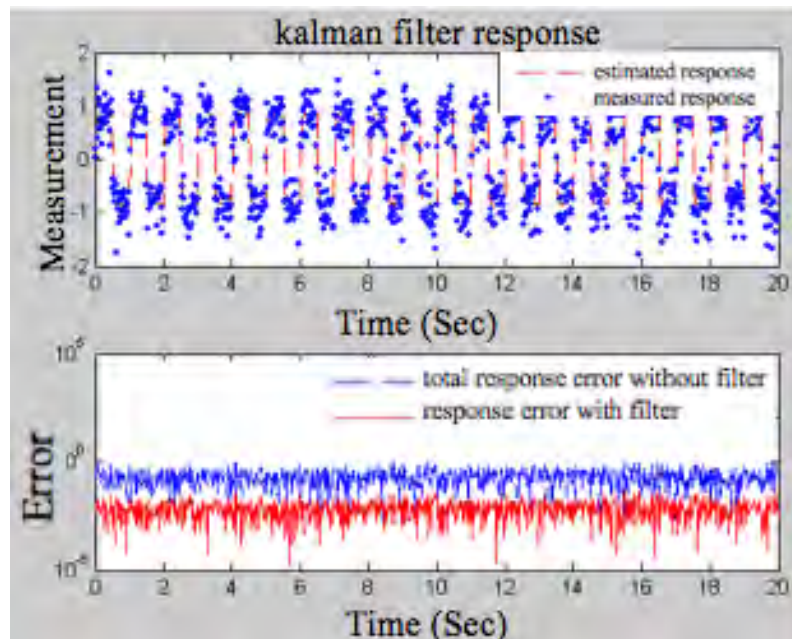 kalman filter response
estimated response
measured response
Measurement
2
1
0
-1
-2
0 2 4 6 8 10 12 14 16 18 20
Time (Sec)
total response error without filter
response error with filter
Error
10⁰
0 2 4 6 8 10 12 14 16 18 20
Time (Sec)